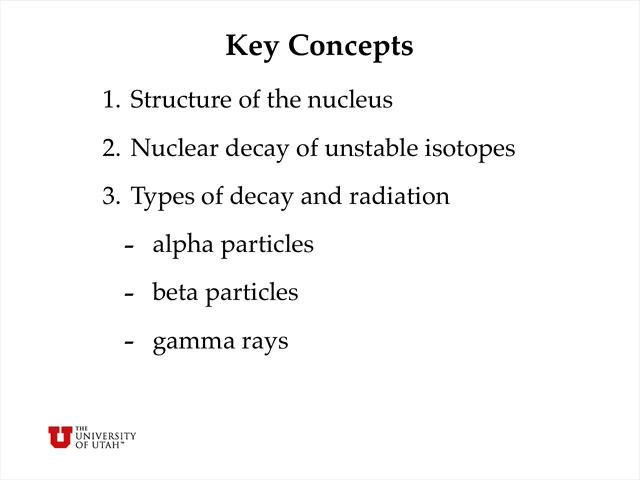 Key Concepts
1. Structure of the nucleus
2. Nuclear decay of unstable isotopes
3. Types of decay and radiation
- alpha particles
- beta particles
- gamma rays
U THE
UNIVERSITY
OF UTAH™